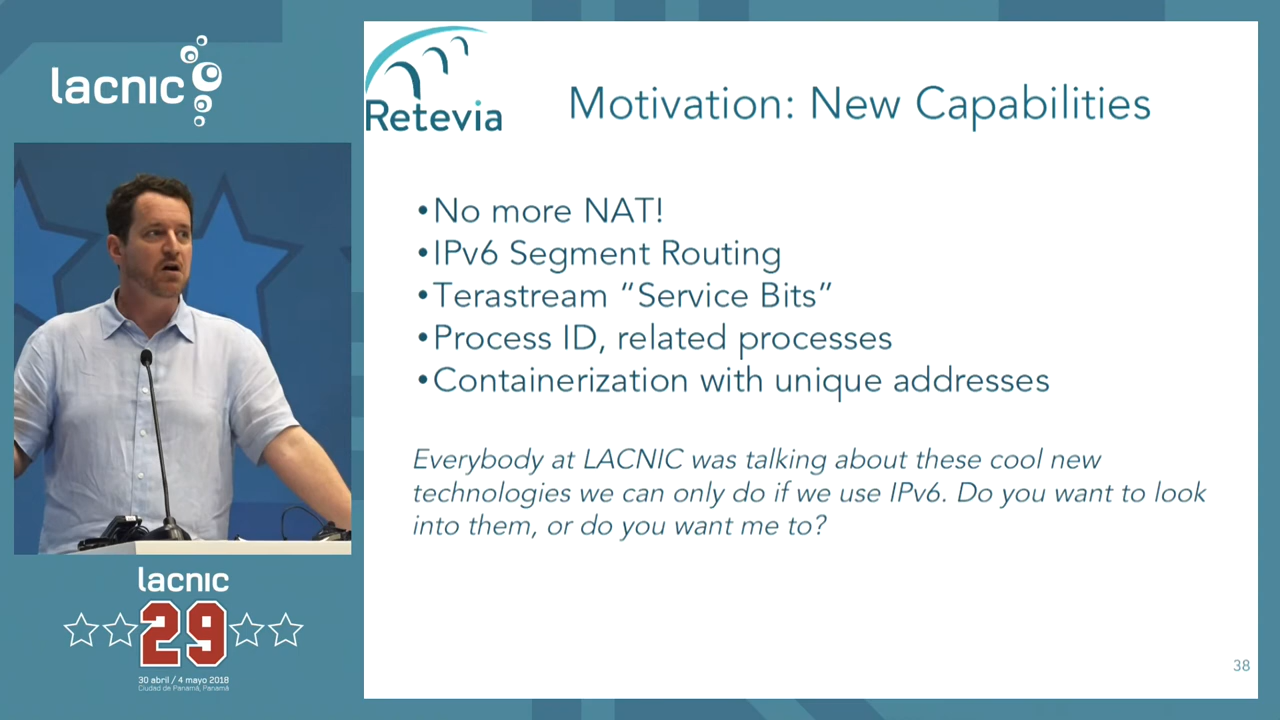 lacnic
Retevia
Motivation: New Capabilities
•No more NAT!
•IPv6 Segment Routing
•Terastream “Service Bits”
•Process ID, related processes
•Containerization with unique addresses
Everybody at LACNIC was talking about these cool new
technologies we can only do if we use IPv6. Do you want to look
into them, or do you want me to?
38
lacnic
29
30 abril / 4 mayo 2018
Ciudad de Panamá, Panamá